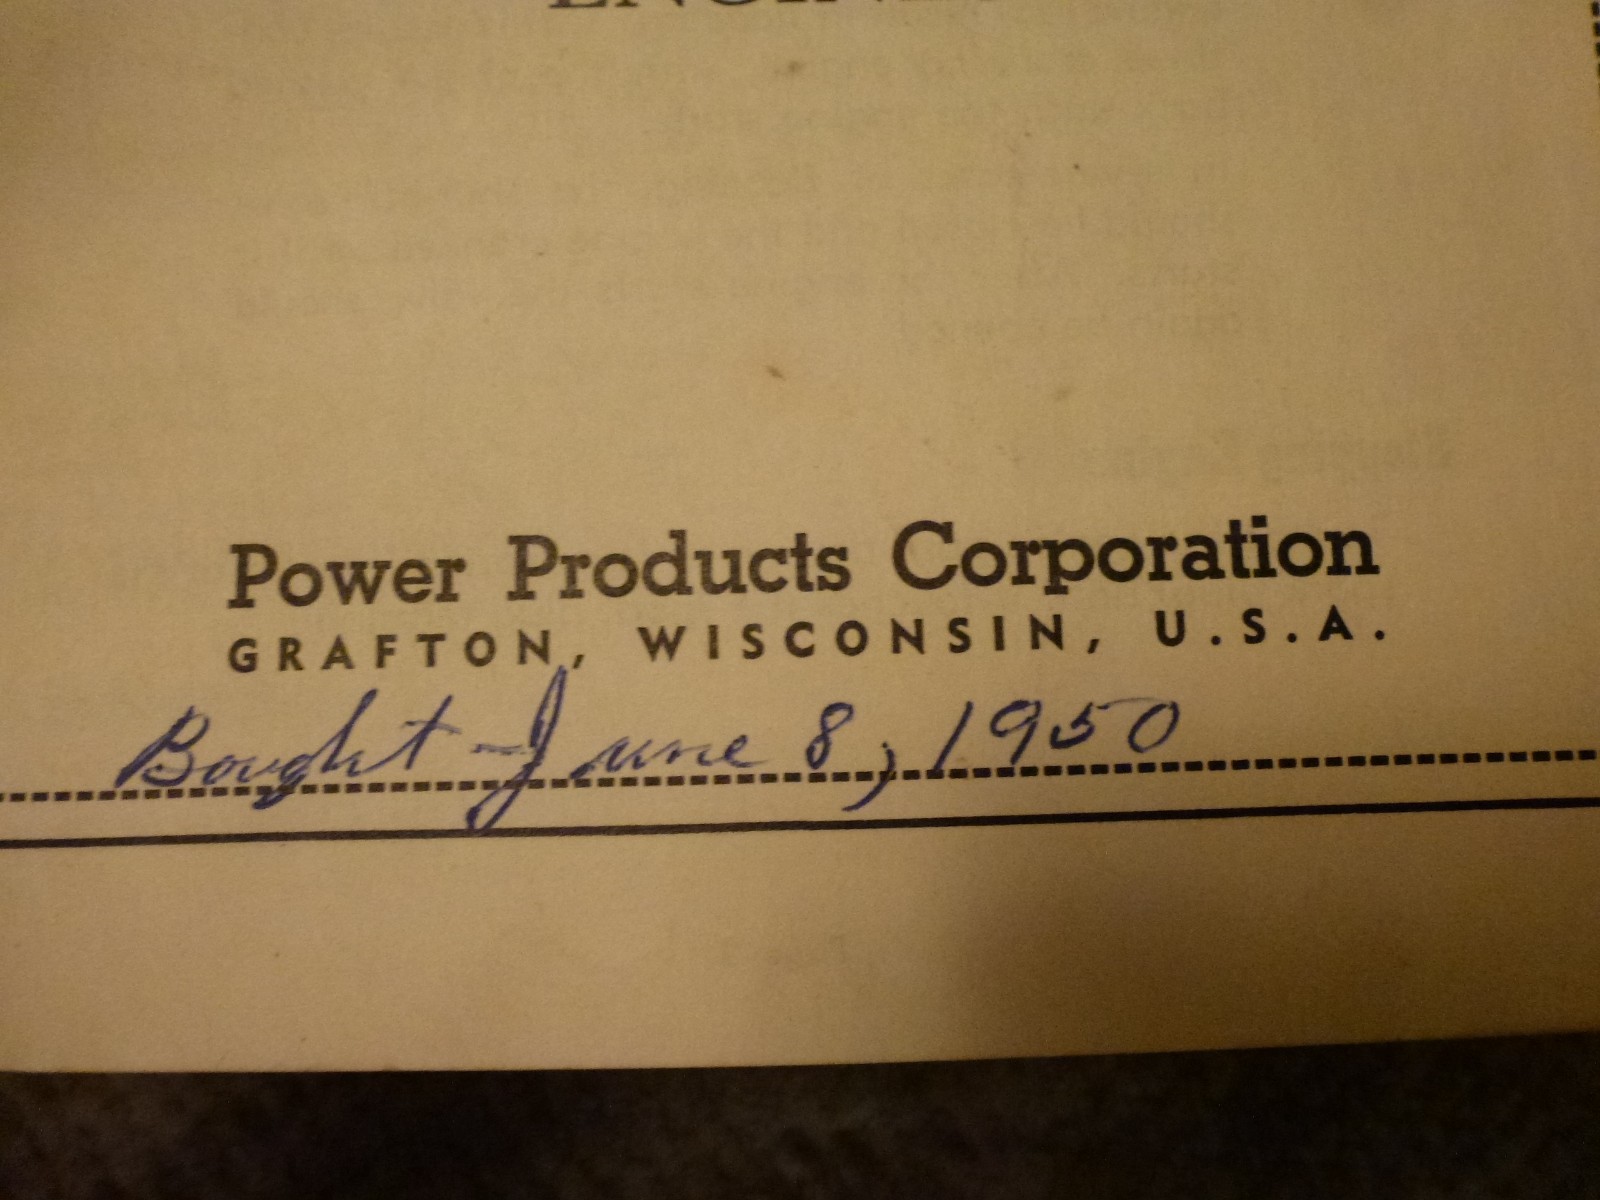 Power Products Corporation
GRAFTON, WISCONSIN, U.S.A.
Bought - June 8, 1950